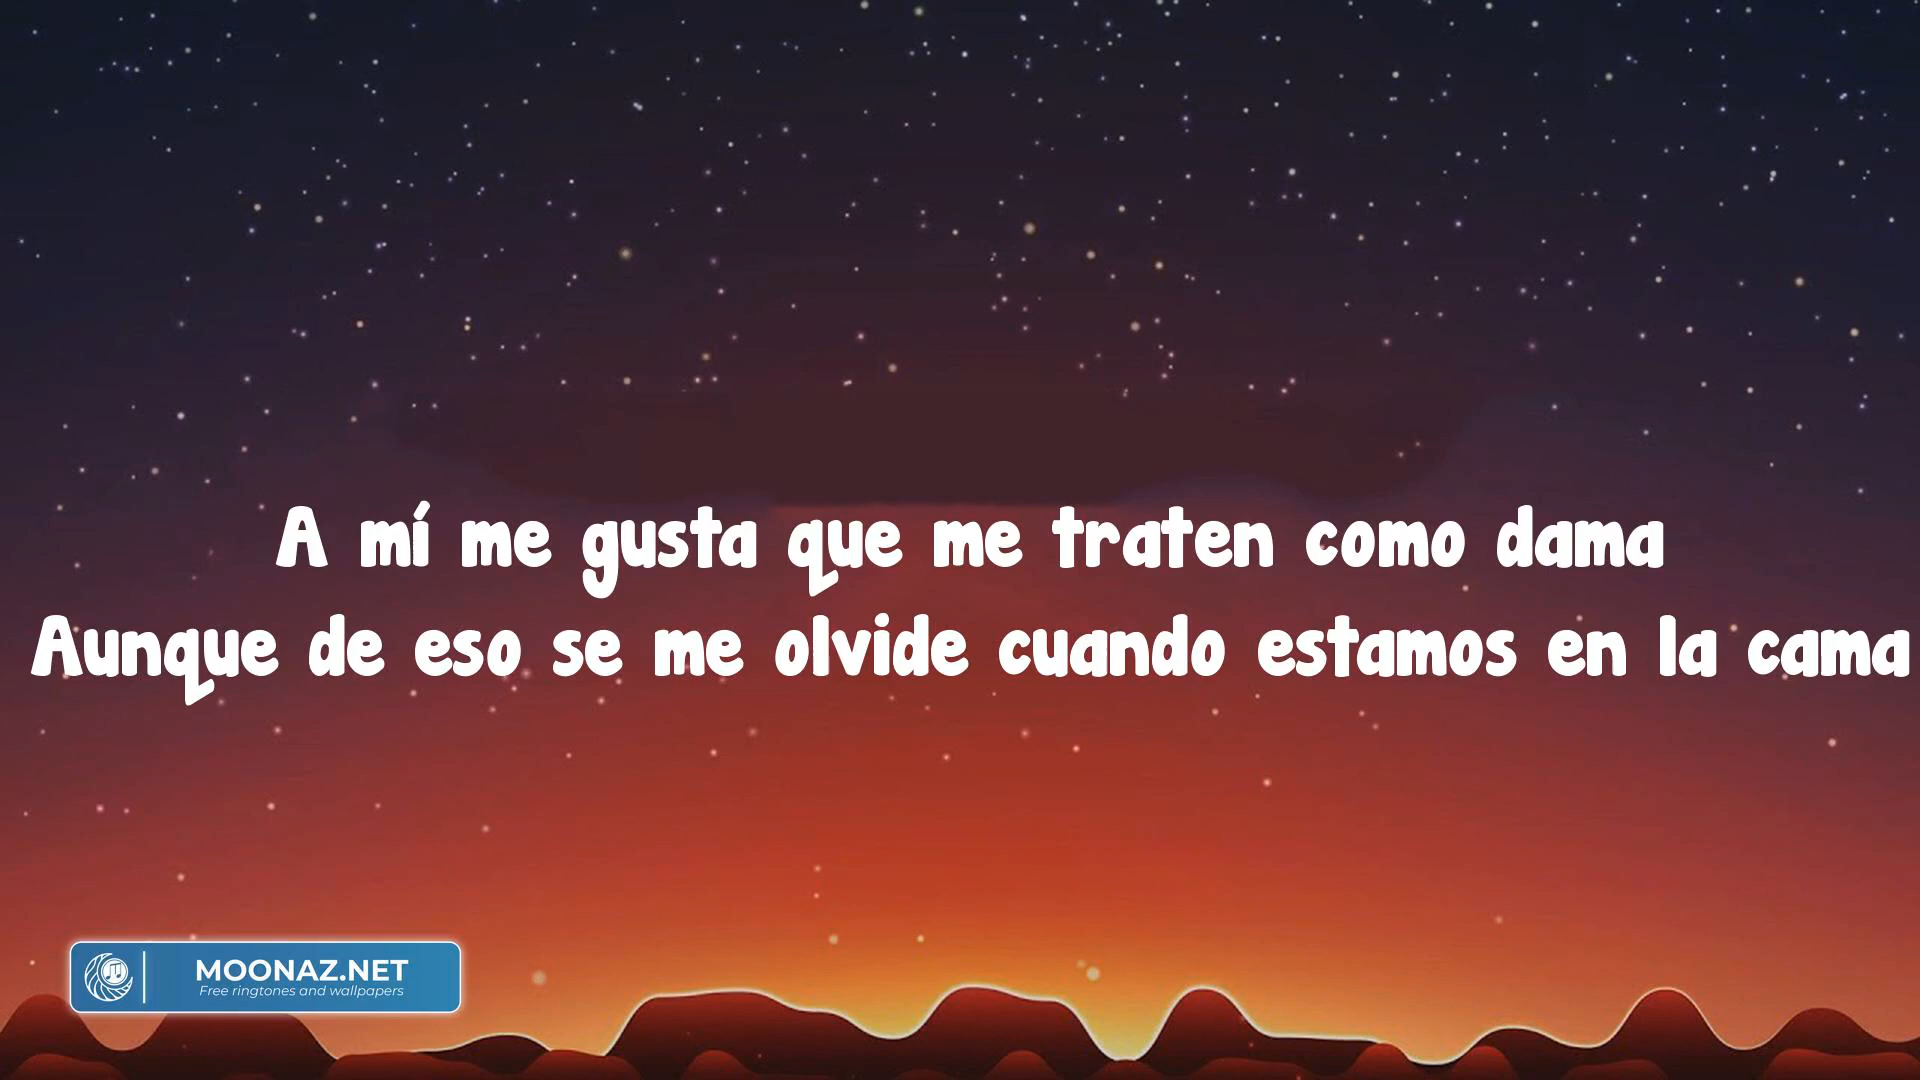 A mí me gusta que me traten como dama
Aunque de eso se me olvide cuando estamos en la cama
MOONAZ.NET
Free ringtones and wallpapers